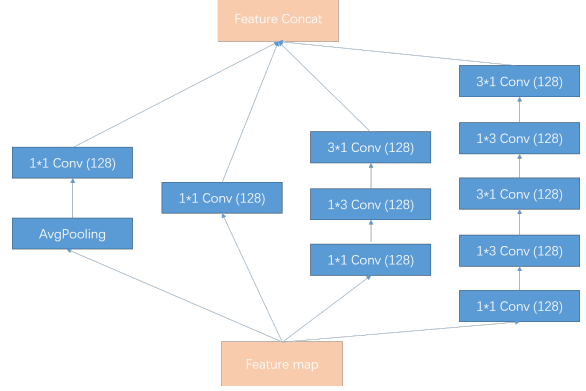 Feature Concat
3*1 Conv (128)
1*3 Conv (128)
3*1 Conv (128)
1*1 Conv (128)
3*1 Conv (128)
1*1 Conv (128)
1*3 Conv (128)
AvgPooling
1*3 Conv (128)
1*1 Conv (128)
1*1 Conv (128)
Feature map